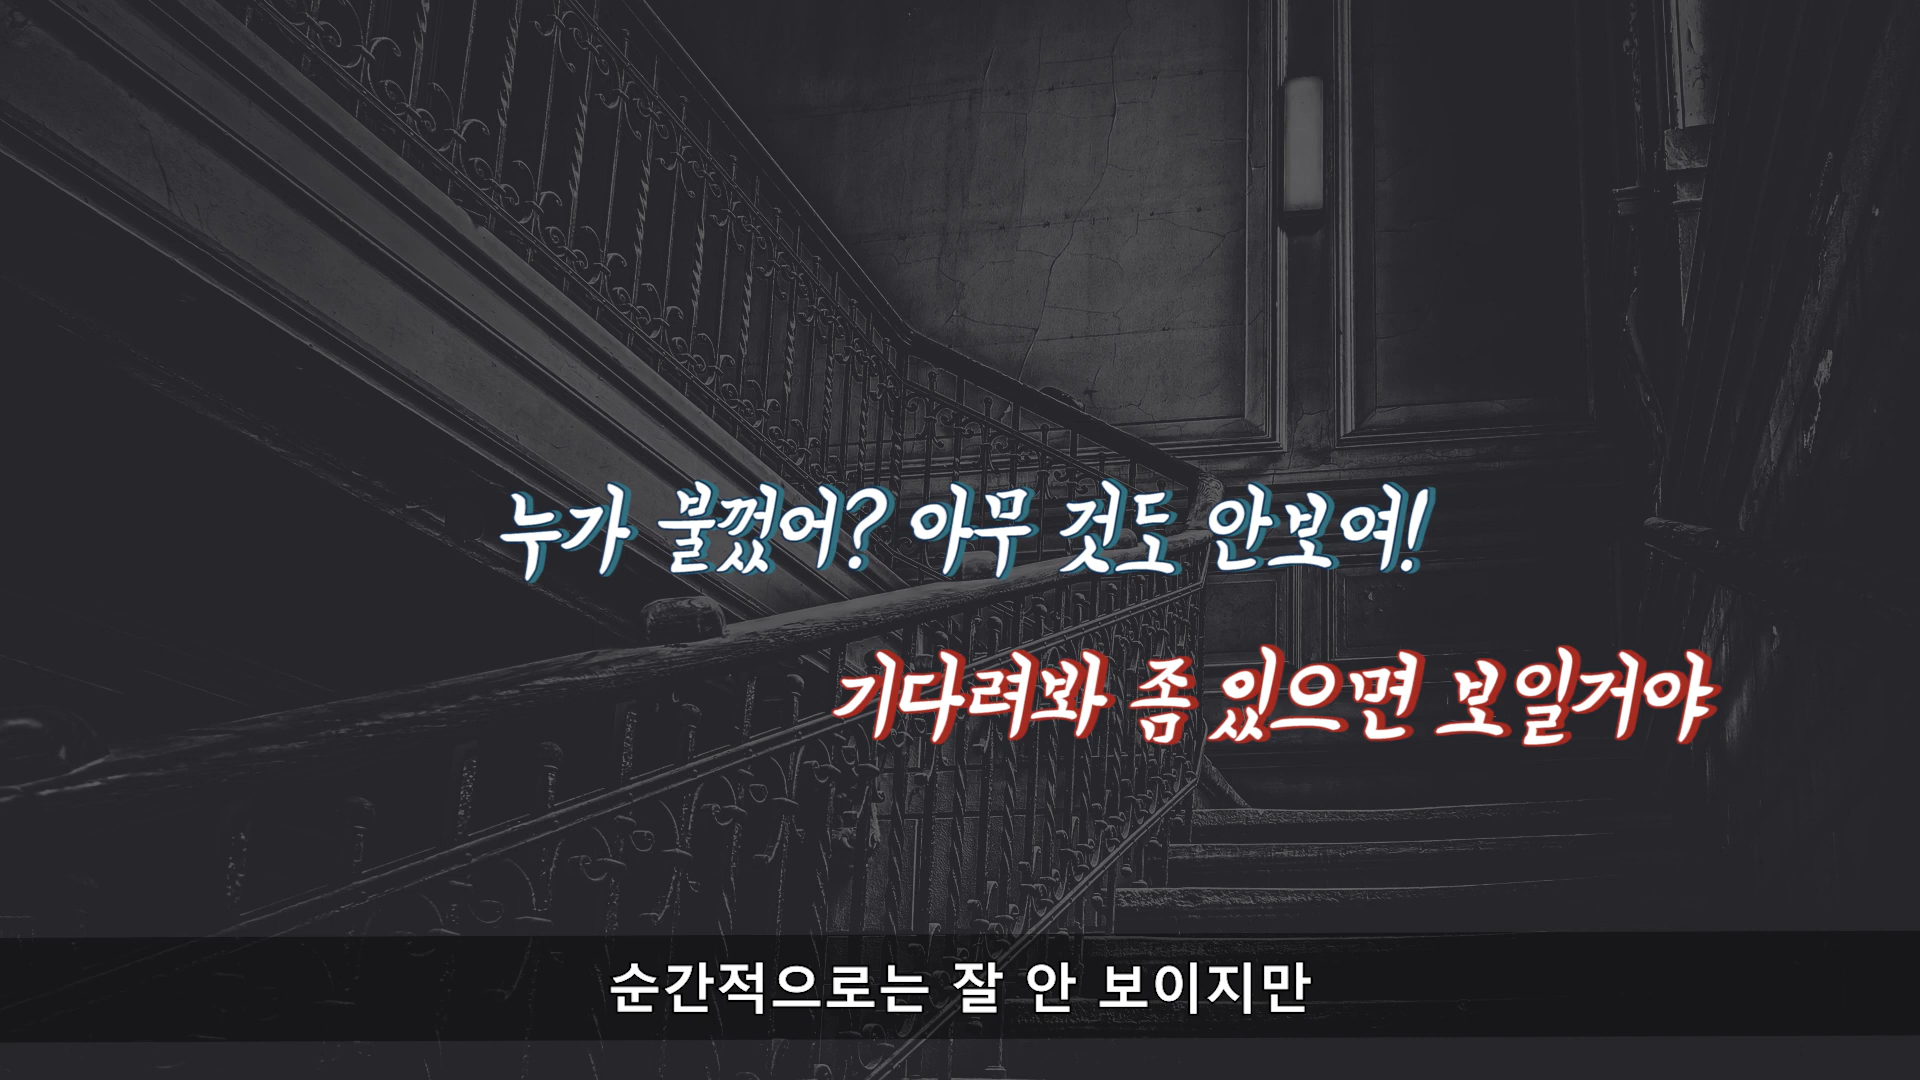 누가 불껐어? 아무 것도 안보여!
기다려봐 좀 있으면 보일거야
순간적으로는 잘 안 보이지만